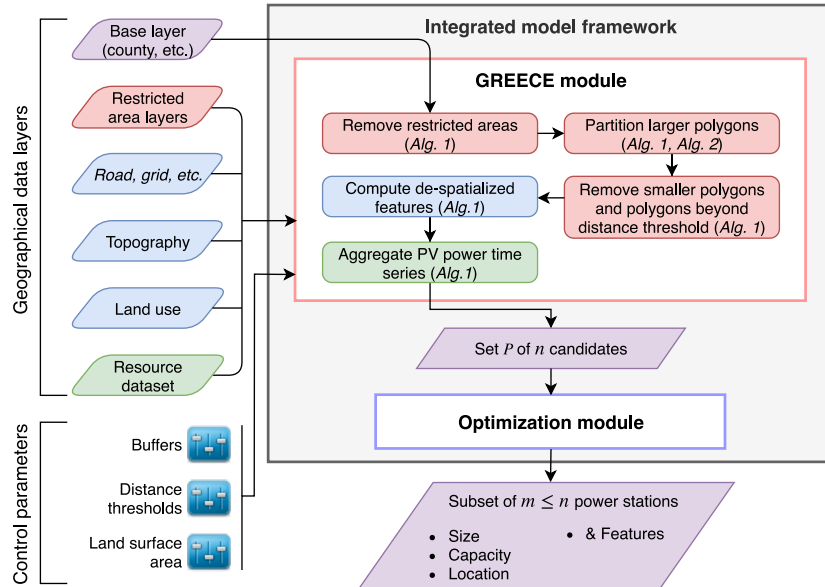 Geographical data layers
Base layer
(county, etc.)
Restricted
area layers
Road, grid, etc.
Topography
Land use
Resource
dataset
Control parameters
Buffers
Distance
thresholds
Land surface
area
Integrated model framework
GREECE module
Remove restricted areas
(Alg. 1)
Partition larger polygons
(Alg. 1, Alg. 2)
Remove smaller polygons
and polygons beyond
distance threshold (Alg. 1)
Compute de-spatialized
features (Alg.1)
Aggregate PV power time
series (Alg.1)
Set P of n candidates
Optimization module
Subset of m ≤ n power stations
• Size
• Capacity
• Location
• & Features